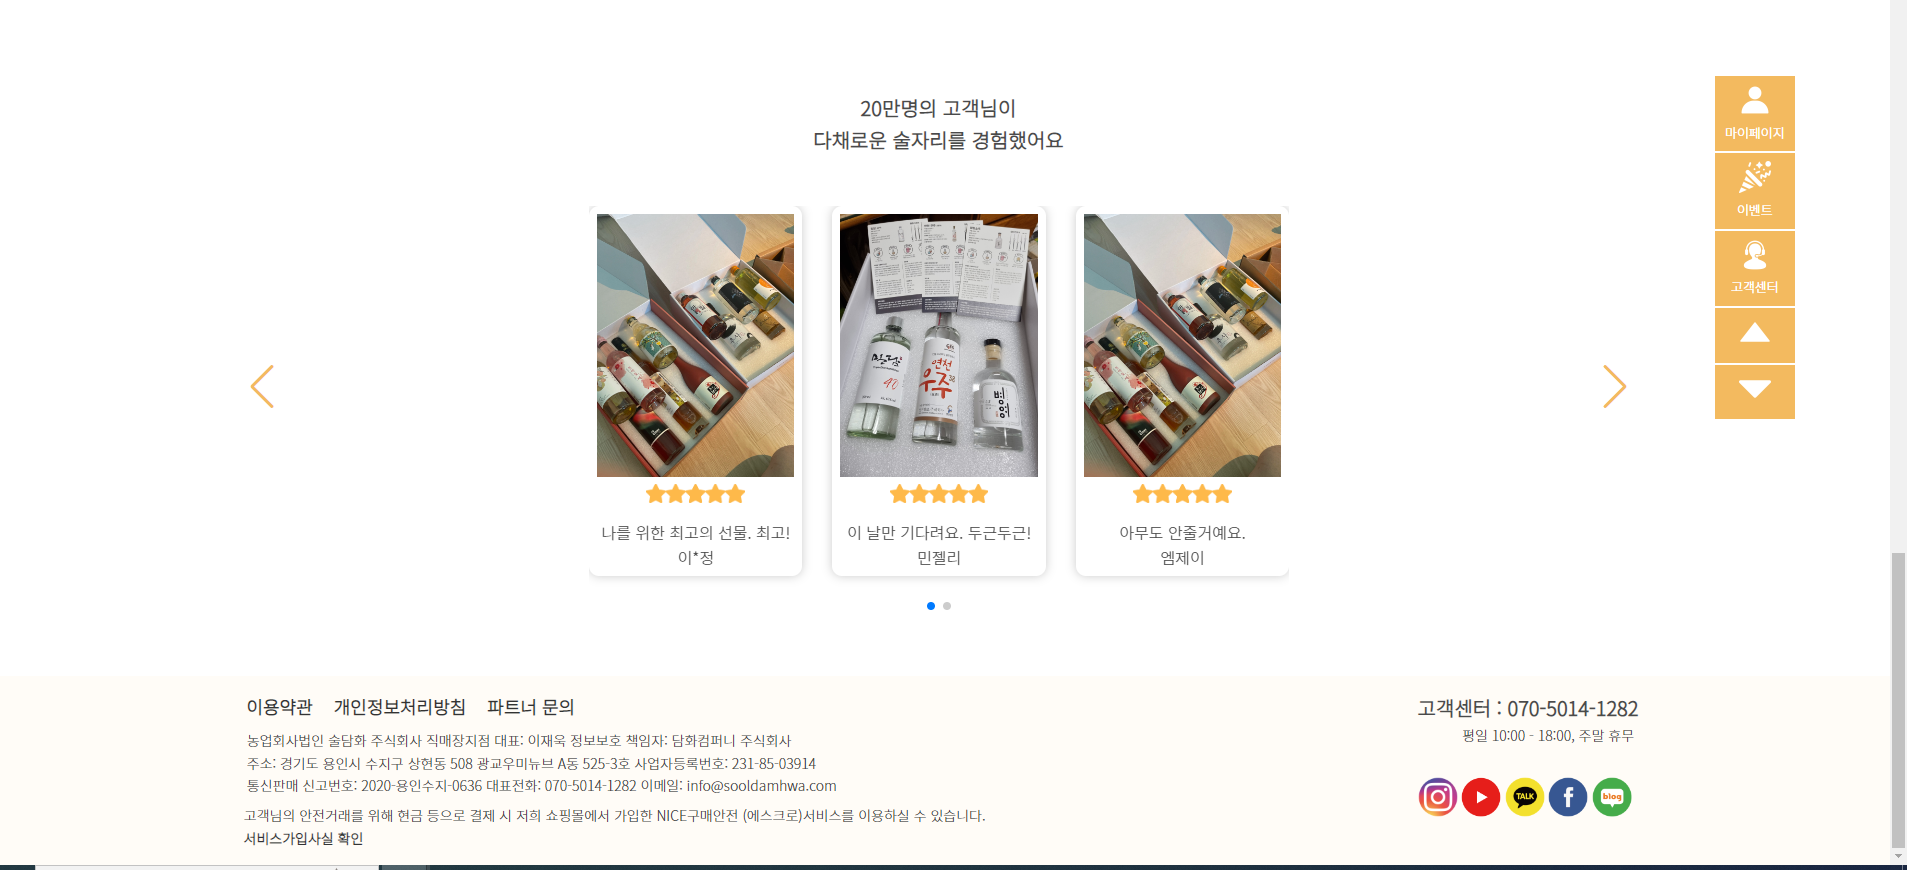 20만명의 고객님이
다채로운 술자리를 경험했어요
마이페이지
이벤트
고객센터
연천
우주
40
나를 위한 최고의 선물. 최고!
이*정
이 날만 기다려요. 두근두근!
민젤리
아무도 안줄거예요.
엠제이
이용약관 개인정보처리방침 파트너 문의
농업회사법인 술담화 주식회사 직매장지점 대표: 이재욱 정보보호 책임자: 담화컴퍼니 주식회사
주소: 경기도 용인시 수지구 상현동 508 광교우미뉴브 A동 525-3호 사업자등록번호: 231-85-03914
통신판매 신고번호: 2020-용인수지-0636 대표전화: 070-5014-1282 이메일: info@sooldamhwa.com
고객님의 안전거래를 위해 현금 등으로 결제 시 저희 쇼핑몰에서 가입한 NICE구매안전 (에스크로)서비스를 이용하실 수 있습니다.
서비스가입사실 확인
고객센터 : 070-5014-1282
평일 10:00 - 18:00, 주말 휴무
TALK
blog